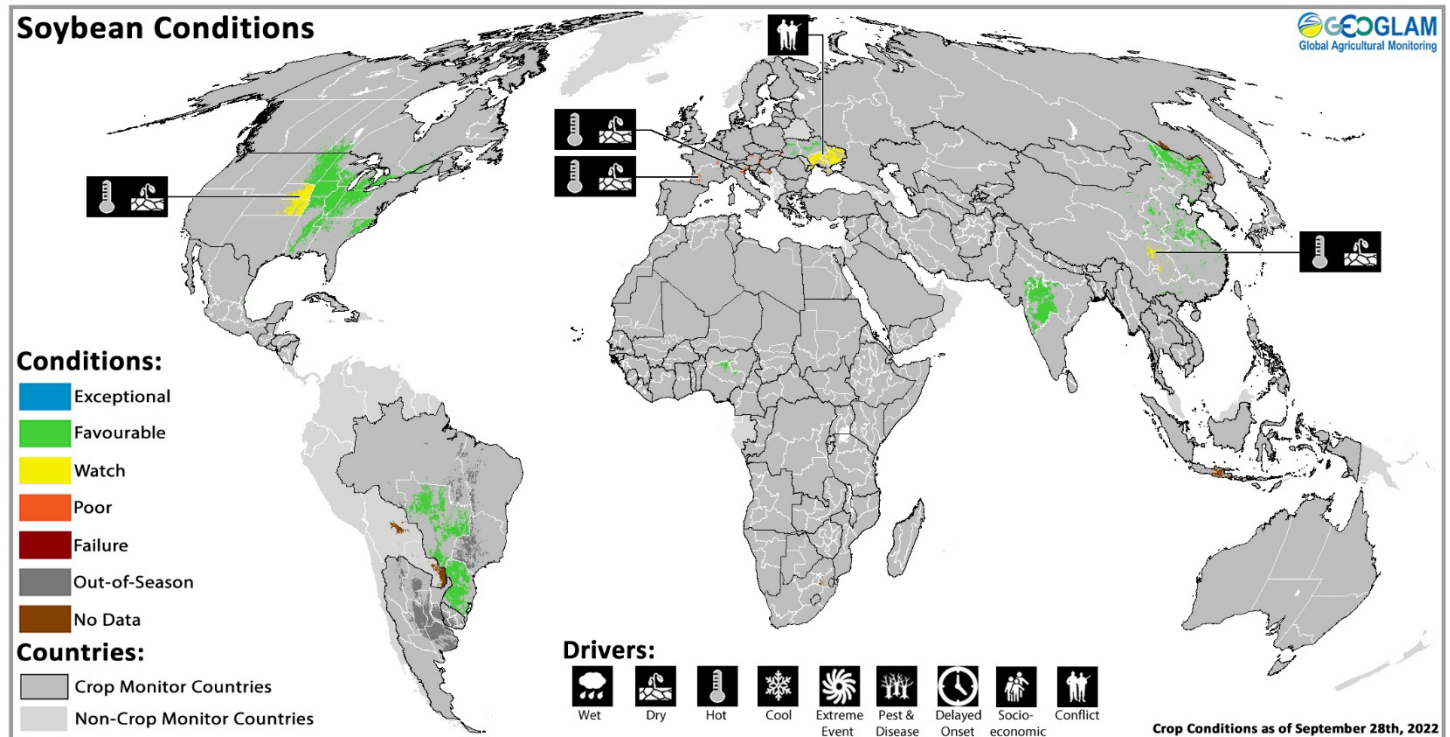 Soybean Conditions
GEOGLAM
Global Agricultural Monitoring
Conditions:
Exceptional
Favourable
Watch
Poor
Failure
Out-of-Season
No Data
Countries:
Crop Monitor Countries
Non-Crop Monitor Countries
Drivers:
Wet
Dry
Hot
Cool
Extreme
Event
Pest &
Disease
Delayed
Onset
Socio-
economic
Conflict
Crop Conditions as of September 28th, 2022